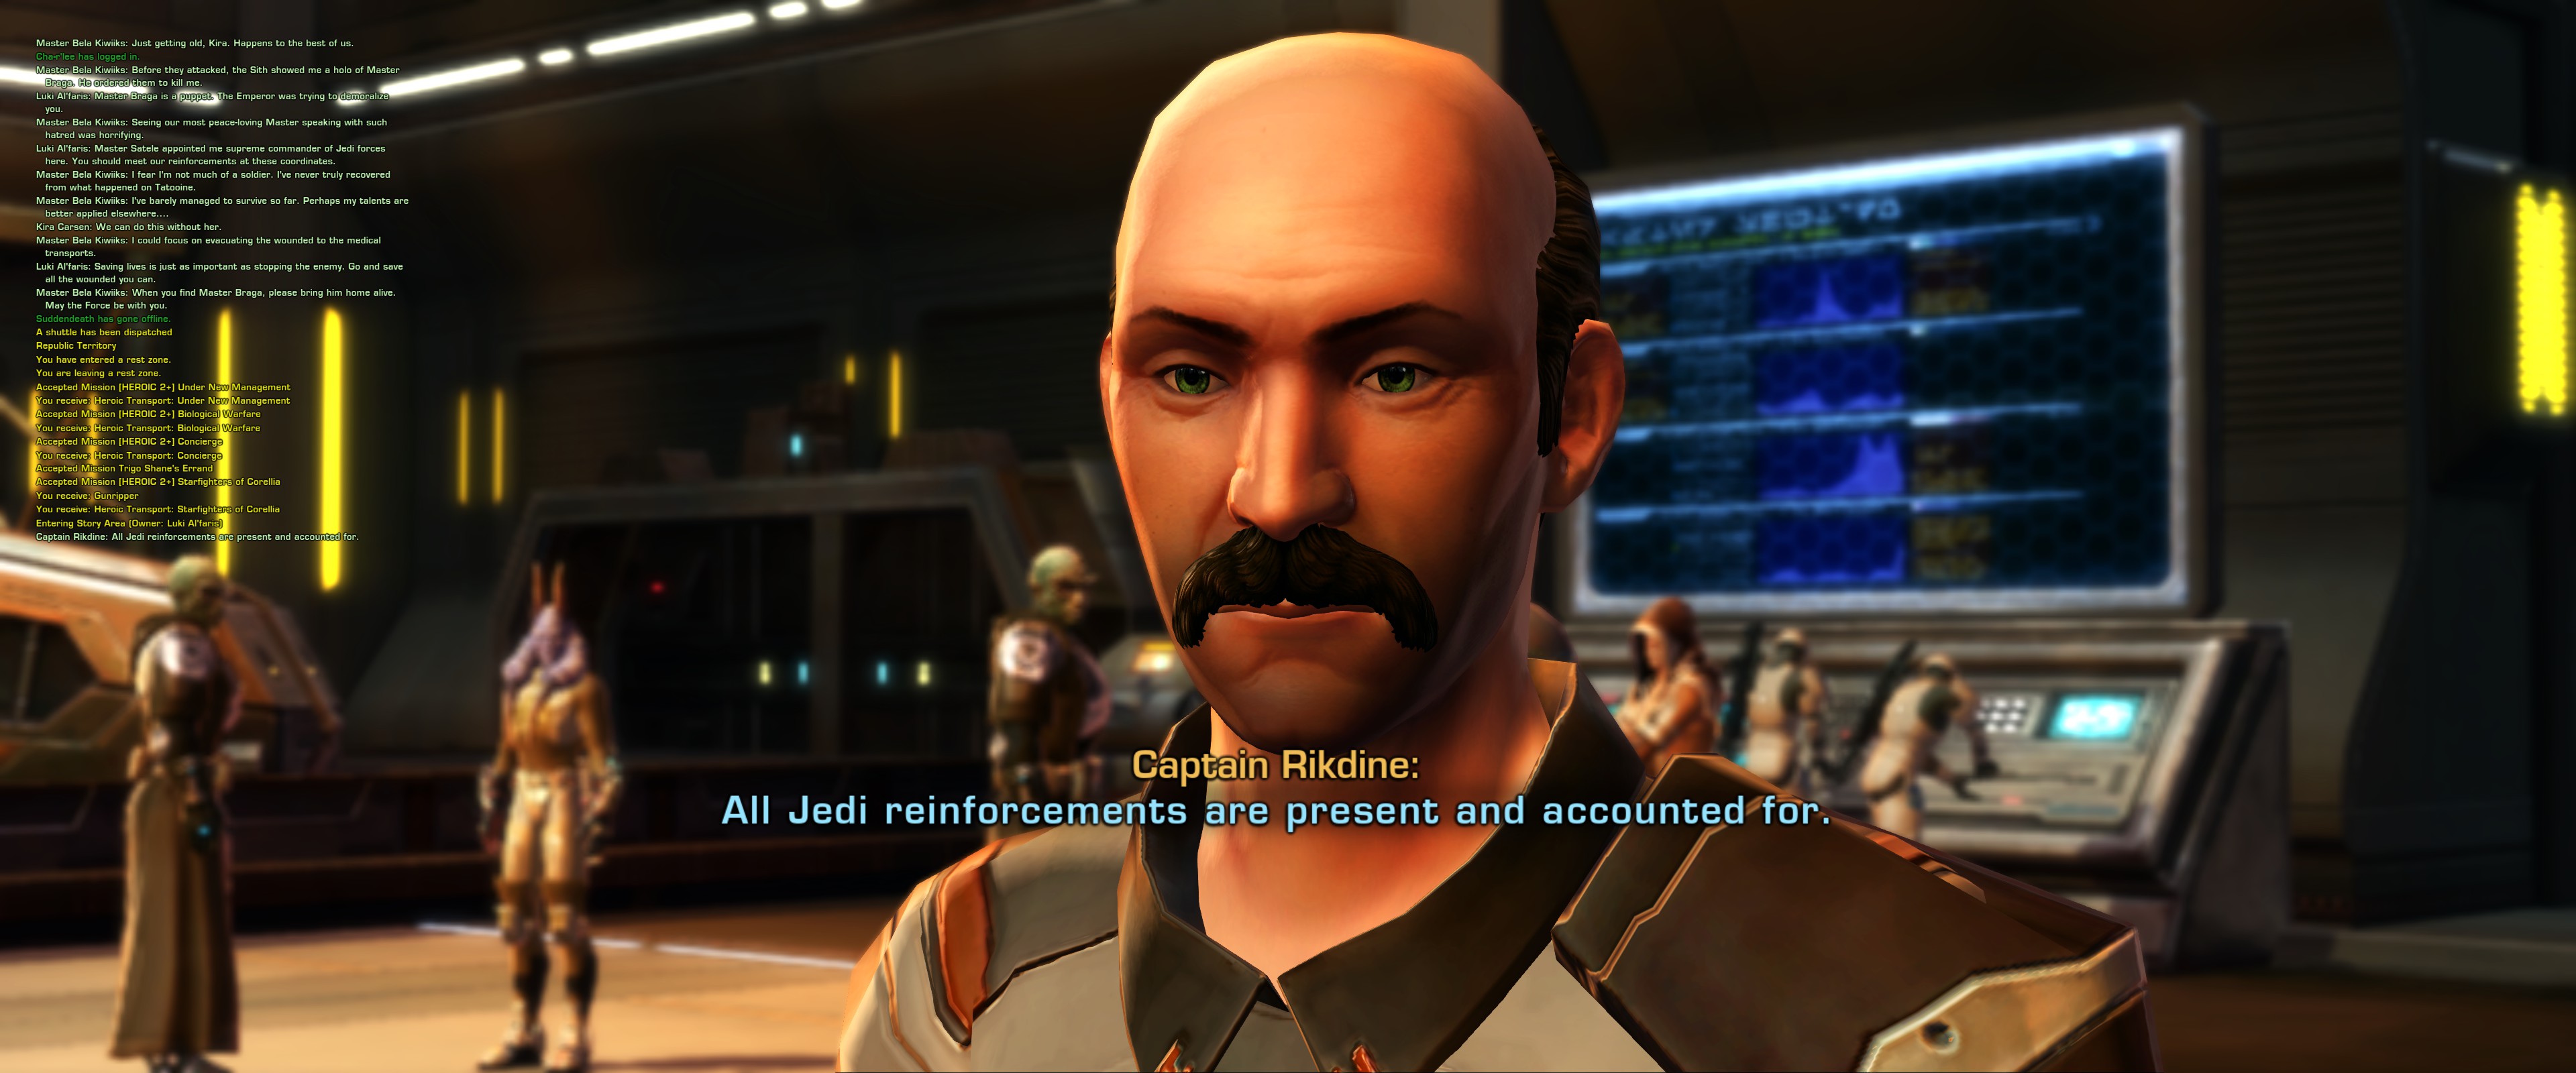 Master Bela Kiwiiks: Just getting old, Kira. Happens to the best of us.
Cha-r'lee has logged in.
Master Bela Kiwiiks: Before they attacked, the Sith showed me a holo of Master
Braga. He ordered them to kill me.
Luki Al'faris: Master Braga is a puppet. The Emperor was trying to demoralize
you.
Master Bela Kiwiiks: Seeing our most peace-loving Master speaking with such
hatred was horrifying.
Luki Al'faris: Master Satele appointed me supreme commander of Jedi forces
here. You should meet our reinforcements at these coordinates.
Master Bela Kiwiiks: I fear I'm not much of a soldier. I've never truly recovered
from what happened on Tatooine.
Master Bela Kiwiiks: I've barely managed to survive so far. Perhaps my talents are
better applied elsewhere....
Kira Carsen: We can do this without her.
Master Bela Kiwiiks: I could focus on evacuating the wounded to the medical
transports.
Luki Al'faris: Saving lives is just as important as stopping the enemy. Go and save
all the wounded you can.
Master Bela Kiwiiks: When you find Master Braga, please bring him home alive.
May the Force be with you.
Suddendeath has gone offline.
A shuttle has been dispatched
Republic Territory
You have entered a rest zone.
You are leaving a rest zone.
Accepted Mission [HEROIC 2+] Under New Management
You receive: Heroic Transport: Under New Management
Accepted Mission [HEROIC 2+] Biological Warfare
You receive: Heroic Transport: Biological Warfare
Accepted Mission [HEROIC 2+] Concierge
You receive: Heroic Transport: Concierge
Accepted Mission Trigo Shane's Errand
Accepted Mission [HEROIC 2+] Starfighters of Corellia
You receive: Gunripper
You receive: Heroic Transport: Starfighters of Corellia
Entering Story Area (Owner: Luki Al'faris)
Captain Rikdine: All Jedi reinforcements are present and accounted for.
Captain Rikdine:
All Jedi reinforcements are present and accounted for.